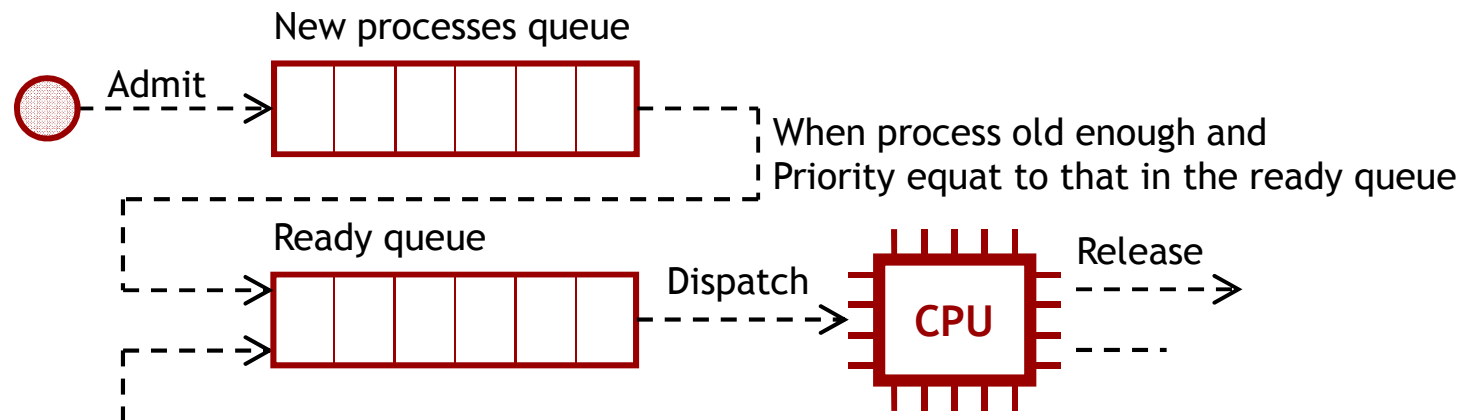 New processes queue
Admit
When process old enough and
Priority equat to that in the ready queue
Ready queue
Dispatch
CPU
Release